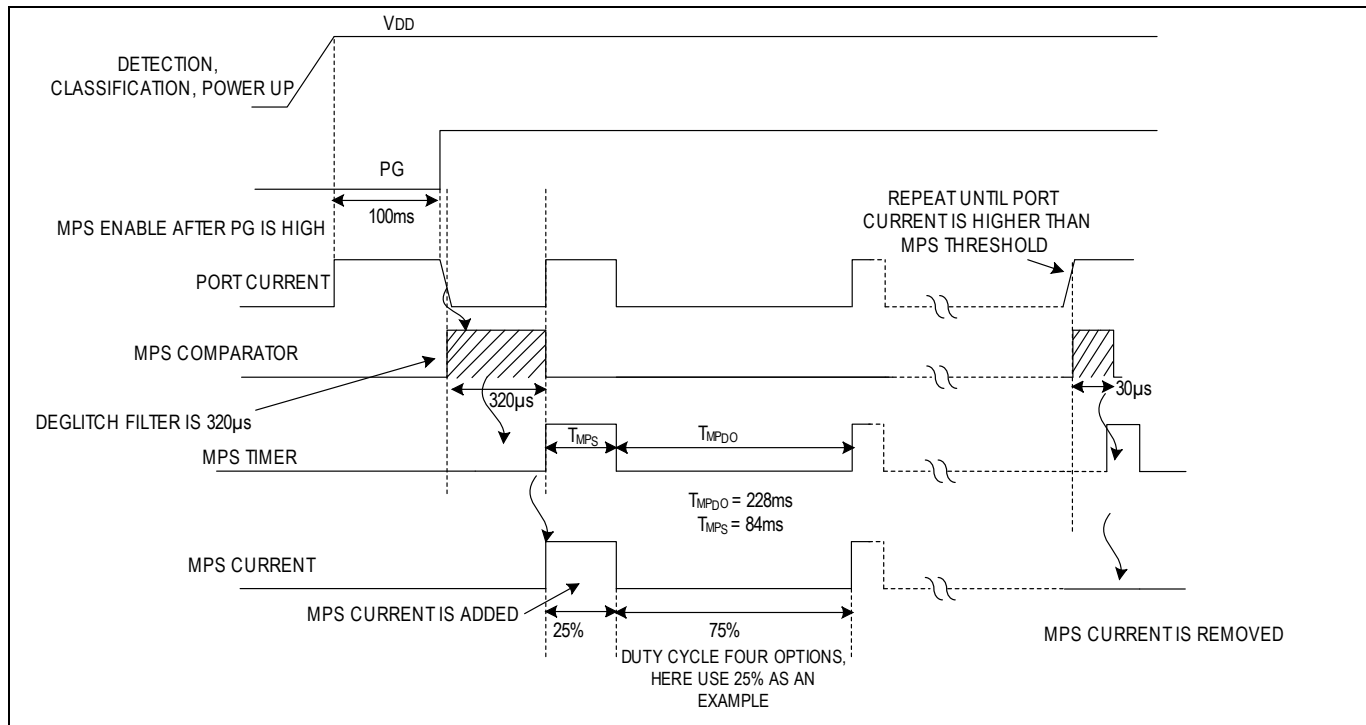 VDD
DETECTION,
CLASSIFICATION, POWER UP
PG
100ms
MPS ENABLE AFTER PG IS HIGH
REPEAT UNTIL PORT
CURRENT IS HIGHER THAN
MPS THRESHOLD
PORT CURRENT
MPS COMPARATOR
320µs
30µs
DEGLITCH FILTER IS 320µs
TMPS
TMPDO
MPS TIMER
TMPDO = 228ms
TMPS = 84ms
MPS CURRENT
MPS CURRENT IS ADDED
25%
75%
MPS CURRENT IS REMOVED
DUTY CYCLE FOUR OPTIONS,
HERE USE 25% AS AN
EXAMPLE